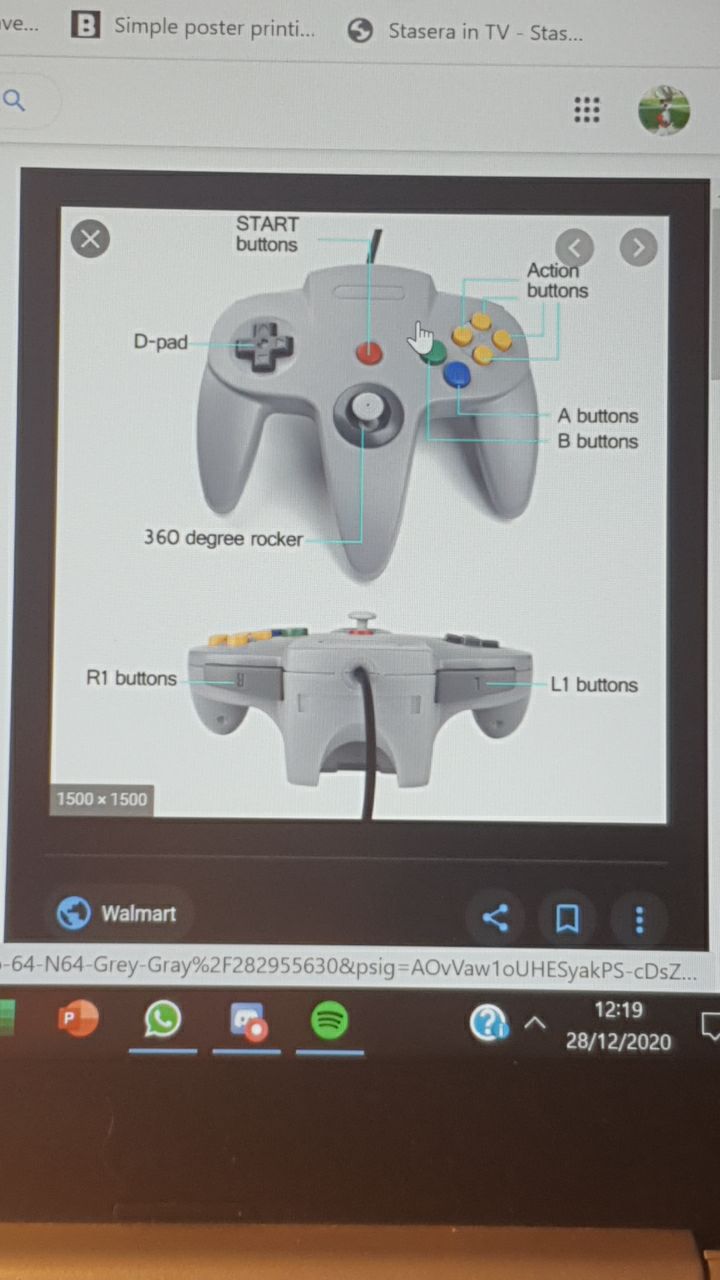 ve...
B
Simple poster printi...
Stasera in TV - Stas...
START
buttons
Action
buttons
D-pad
A buttons
B buttons
360 degree rocker
R1 buttons
R
L
L1 buttons
1500 × 1500
Walmart
-64-N64-Grey-Gray%2F282955630&psig=AOvVaw1oUHESyakPS-cDsZ...
P
12:19
28/12/2020